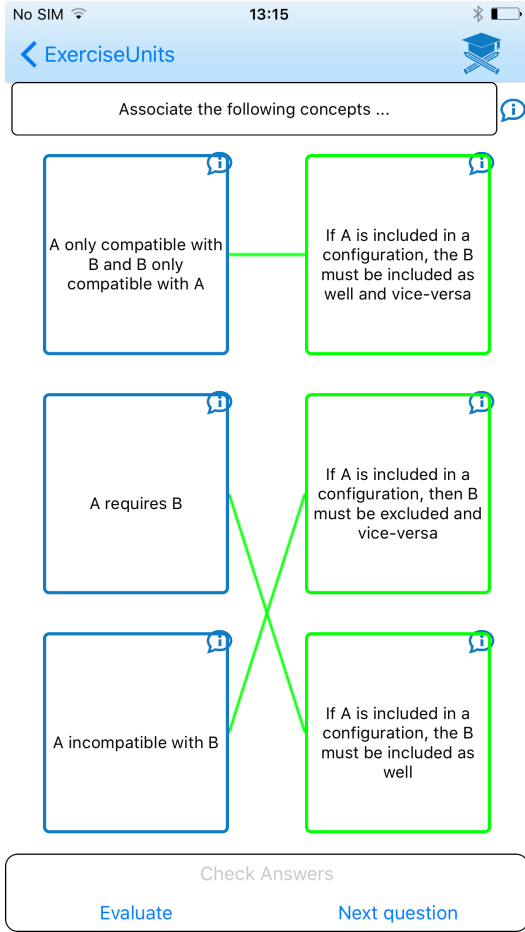 No SIM
13:15
ExerciseUnits
Associate the following concepts ...
A only compatible with
B and B only
compatible with A
If A is included in a
configuration, the B
must be included as
well and vice-versa
A requires B
If A is included in a
configuration, then B
must be excluded and
vice-versa
A incompatible with B
If A is included in a
configuration, the B
must be included as
well
Check Answers
Evaluate
Next question